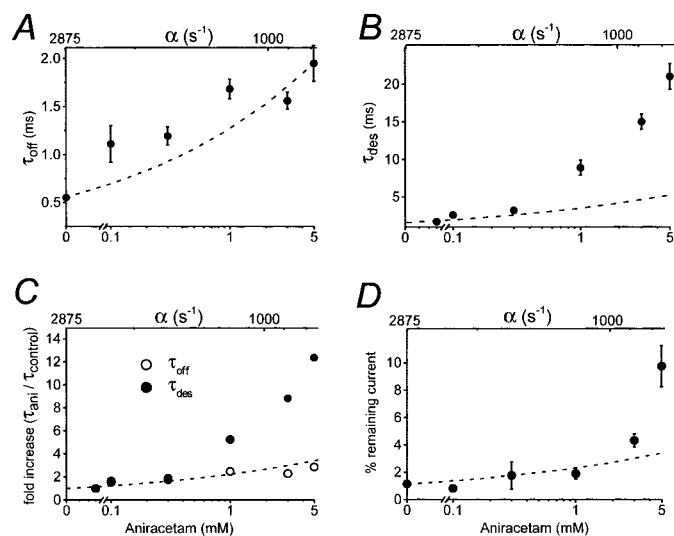 A
B
2875 α (s⁻¹) 1000
2875 α (s⁻¹) 1000
2.0
1.5
1.0
0.5
τoff (ms)
0 0.1 1 5
20
15
10
5
τdes (ms)
0 0.1 1 5
C
D
2875 α (s⁻¹) 1000
2875 α (s⁻¹) 1000
14
12
10
8
6
4
2
0
fold increase (τani / τcontrol)
τoff
τdes
0 0.1 1 5
Aniracetam (mM)
10
8
6
4
2
0
% remaining current
0 0.1 1 5
Aniracetam (mM)